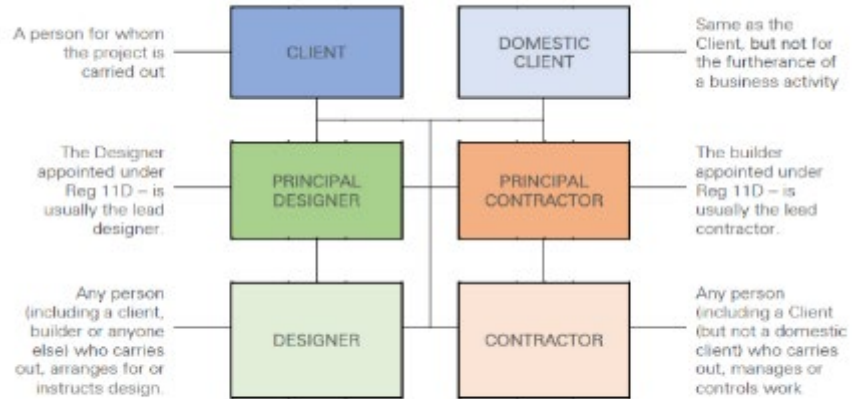 A person for whom
the project is
carried out
CLIENT
DOMESTIC
CLIENT
Same as the
Client, but not for
the furtherance of
a business activity
The Designer
appointed under
Reg 11D – is
usually the lead
designer.
PRINCIPAL
DESIGNER
PRINCIPAL
CONTRACTOR
The builder
appointed under
Reg 11D – is
usually the lead
contractor.
Any person
(including a client,
builder or anyone
else) who carries
out, arranges for or
instructs design.
DESIGNER
CONTRACTOR
Any person
(including a Client
(but not a domestic
client) who carries
out, manages or
controls work